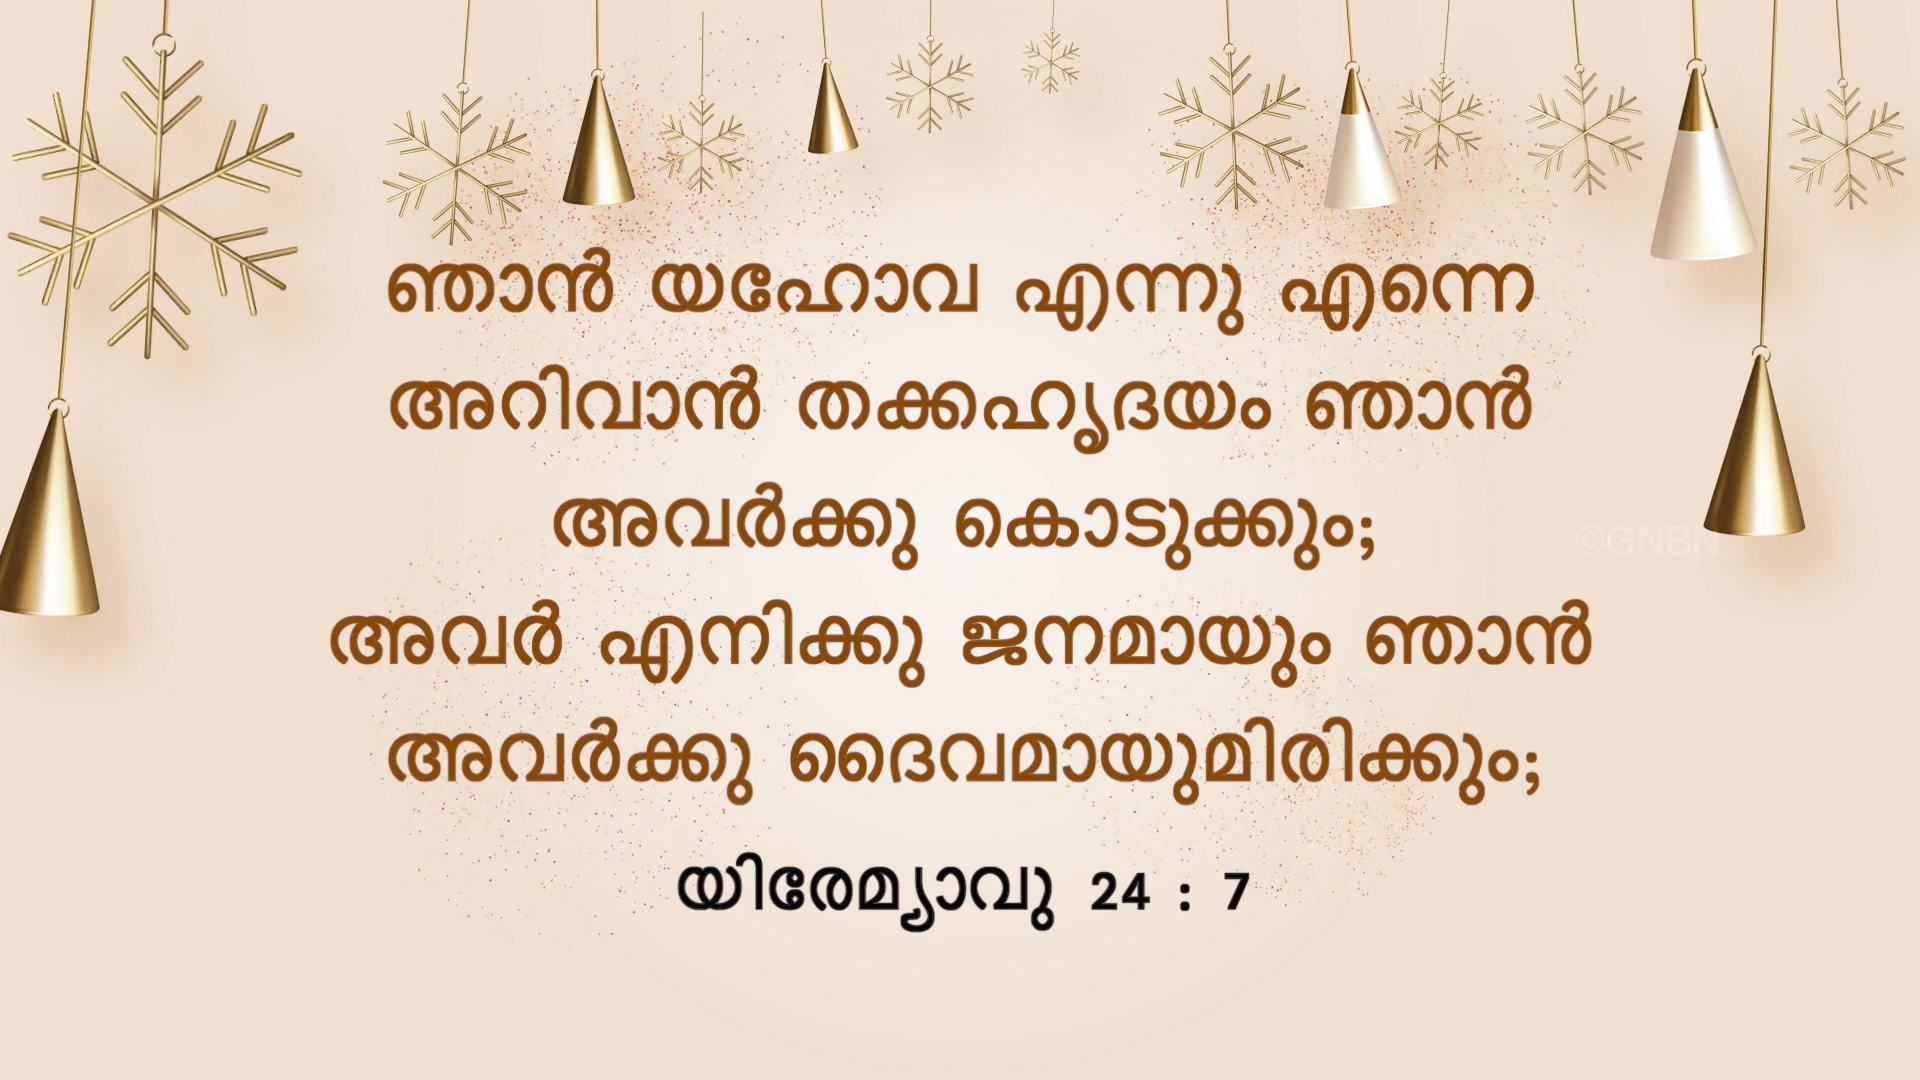 ഞാൻ യഹോവ എന്നു എന്നെ
അറിവാൻ തക്കഹൃദയം ഞാൻ
അവർക്കു കൊടുക്കും;
©GNBN
അവർ എനിക്കു ജനമായും ഞാൻ
അവർക്കു ദൈവമായുമിരിക്കും;
യിരേമ്യാവു 24 : 7